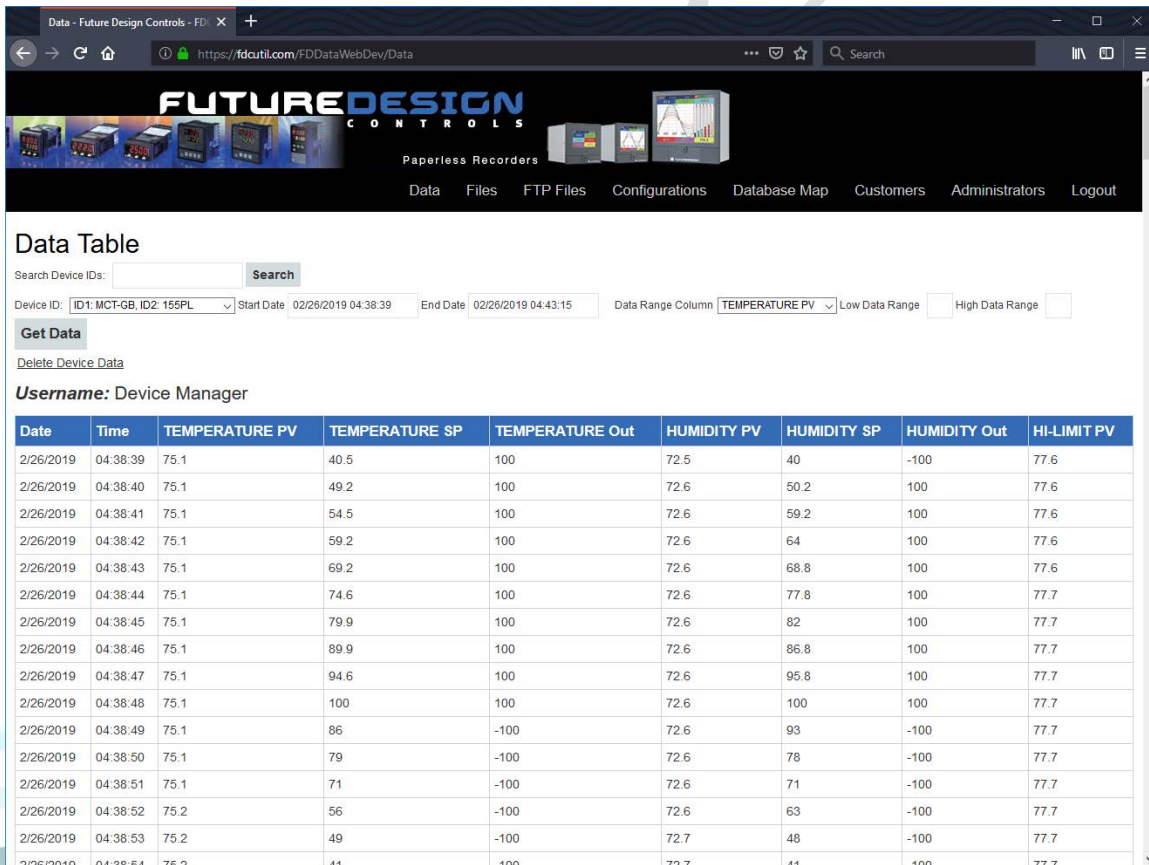 Data - Future Design Controls - FD
https://fdcutil.com/FDDataWebDev/Data Search
FUTUREDESIGN
CONTROLS
Paperless Recorders
Data Files FTP Files Configurations Database Map Customers Administrators Logout
Data Table
Search Device IDs: Search
Device ID: ID1: MCT-GB, ID2: 155PL Start Date 02/26/2019 04:38:39 End Date 02/26/2019 04:43:15 Data Range Column TEMPERATURE PV Low Data Range High Data Range
Get Data
Delete Device Data
Username: Device Manager
Date Time TEMPERATURE PV TEMPERATURE SP TEMPERATURE Out HUMIDITY PV HUMIDITY SP HUMIDITY Out HI-LIMIT PV
2/26/2019 04:38:39 75.1 40.5 100 72.5 40 -100 77.6
2/26/2019 04:38:40 75.1 49.2 100 72.6 50.2 100 77.6
2/26/2019 04:38:41 75.1 54.5 100 72.6 59.2 100 77.6
2/26/2019 04:38:42 75.1 59.2 100 72.6 64 100 77.6
2/26/2019 04:38:43 75.1 69.2 100 72.6 68.8 100 77.6
2/26/2019 04:38:44 75.1 74.6 100 72.6 77.8 100 77.7
2/26/2019 04:38:45 75.1 79.9 100 72.6 82 100 77.7
2/26/2019 04:38:46 75.1 89.9 100 72.6 86.8 100 77.7
2/26/2019 04:38:47 75.1 94.6 100 72.6 95.8 100 77.7
2/26/2019 04:38:48 75.1 100 100 72.6 100 100 77.7
2/26/2019 04:38:49 75.1 86 -100 72.6 93 -100 77.7
2/26/2019 04:38:50 75.1 79 -100 72.6 78 -100 77.7
2/26/2019 04:38:51 75.1 71 -100 72.6 71 -100 77.7
2/26/2019 04:38:52 75.2 56 -100 72.6 63 -100 77.7
2/26/2019 04:38:53 75.2 49 -100 72.7 48 -100 77.7
2/26/2019 04:38:54 75.2 41 -100 72.7 41 -100 77.7